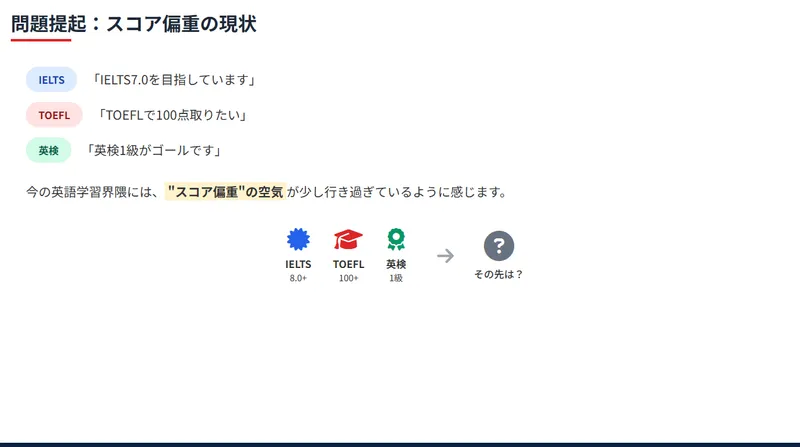 問題提起：スコア偏重の現状
IELTS 「IELTS7.0を目指しています」
TOEFL 「TOEFLで100点取りたい」
英検 「英検1級がゴールです」
今の英語学習界隈には、"スコア偏重"の空気が少し行き過ぎているように感じます。
IELTS TOEFL 英検
8.0+ 100+ 1級
?
その先は？